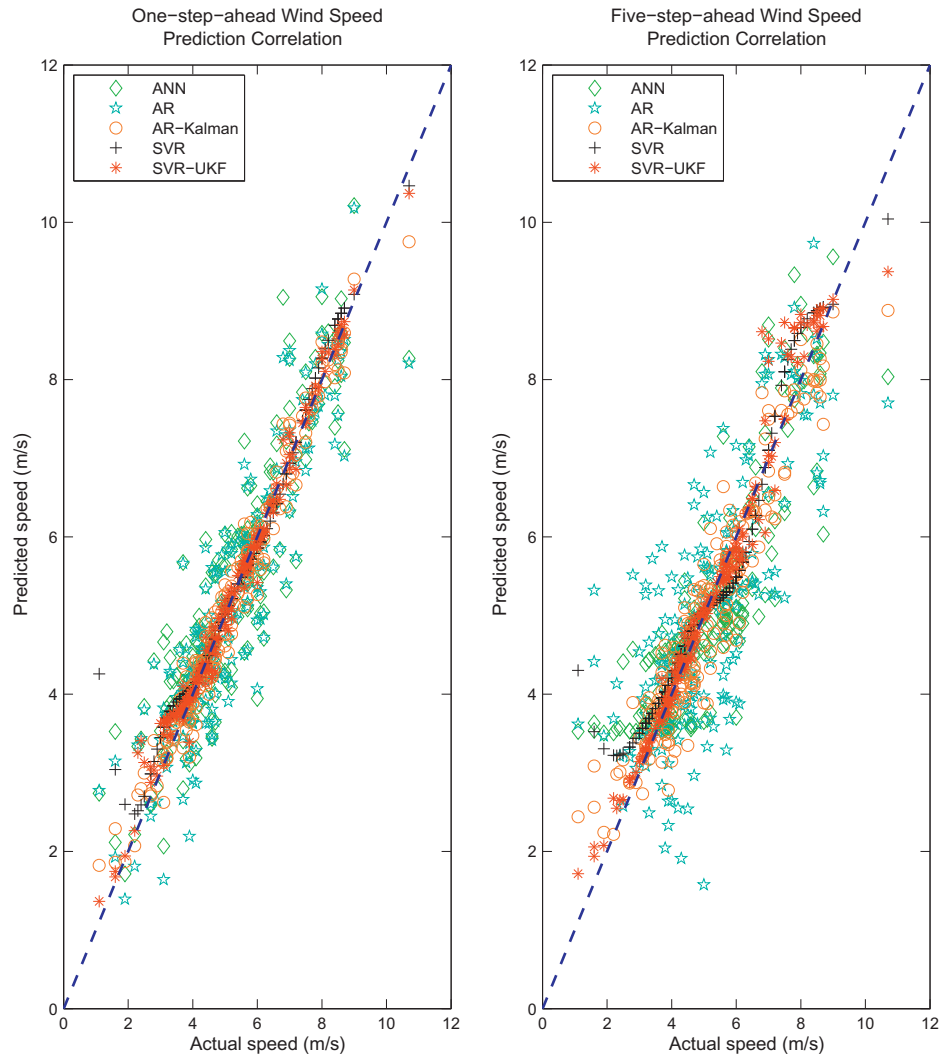 One−step−ahead Wind Speed
Prediction Correlation
12
10
8
6
4
2
0
Predicted speed (m/s)
ANN
AR
AR−Kalman
SVR
SVR−UKF
0 2 4 6 8 10 12
Actual speed (m/s)
Five−step−ahead Wind Speed
Prediction Correlation
12
10
8
6
4
2
0
Predicted speed (m/s)
ANN
AR
AR−Kalman
SVR
SVR−UKF
0 2 4 6 8 10 12
Actual speed (m/s)